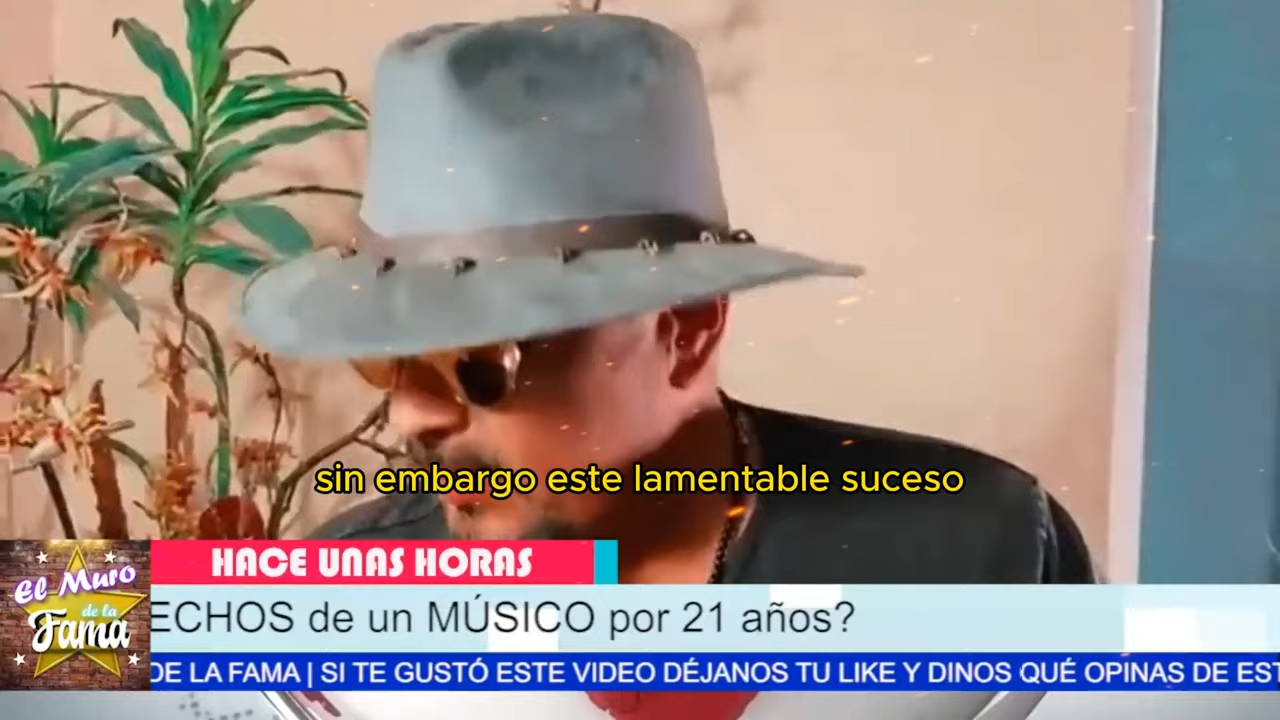 sin embargo este lamentable suceso
HACE UNAS HORAS
ECHOS de un MÚSICO por 21 años?
El Muro
de la
Fama
DE LA FAMA | SI TE GUSTÓ ESTE VIDEO DÉJANOS TU LIKE Y DINOS QUÉ OPINAS DE EST